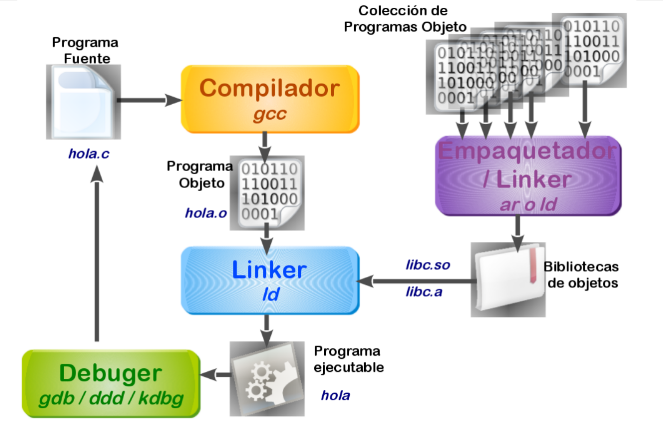 Programa
Fuente
hola.c
Compilador
gcc
Programa
Objeto
hola.o
010110
110011
101000
0001
Linker
ld
Programa
ejecutable
hola
Debuger
gdb / ddd / kdbg
Colección de
Programas Objeto
010110
110011
101000
0001
Empaquetador
/ Linker
ar o ld
Bibliotecas
de objetos
libc.so
libc.a